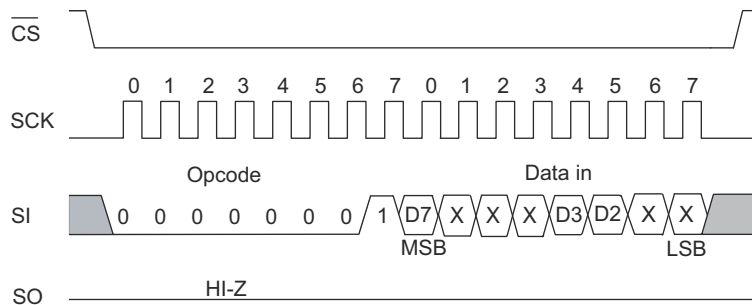 CS
0 1 2 3 4 5 6 7 0 1 2 3 4 5 6 7
SCK
Opcode Data in
SI 0 0 0 0 0 0 0 1 D7 X X X D3 D2 X X
MSB LSB
HI-Z
SO